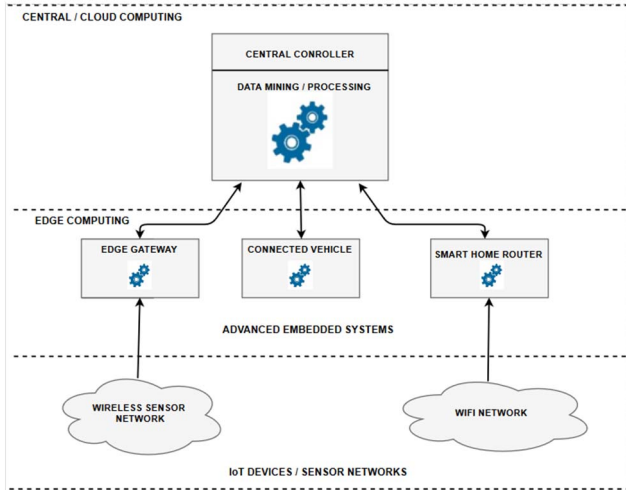 CENTRAL / CLOUD COMPUTING
CENTRAL CONROLLER
DATA MINING / PROCESSING
EDGE COMPUTING
EDGE GATEWAY
CONNECTED VEHICLE
SMART HOME ROUTER
ADVANCED EMBEDDED SYSTEMS
WIRELESS SENSOR
NETWORK
WIFI NETWORK
IoT DEVICES / SENSOR NETWORKS